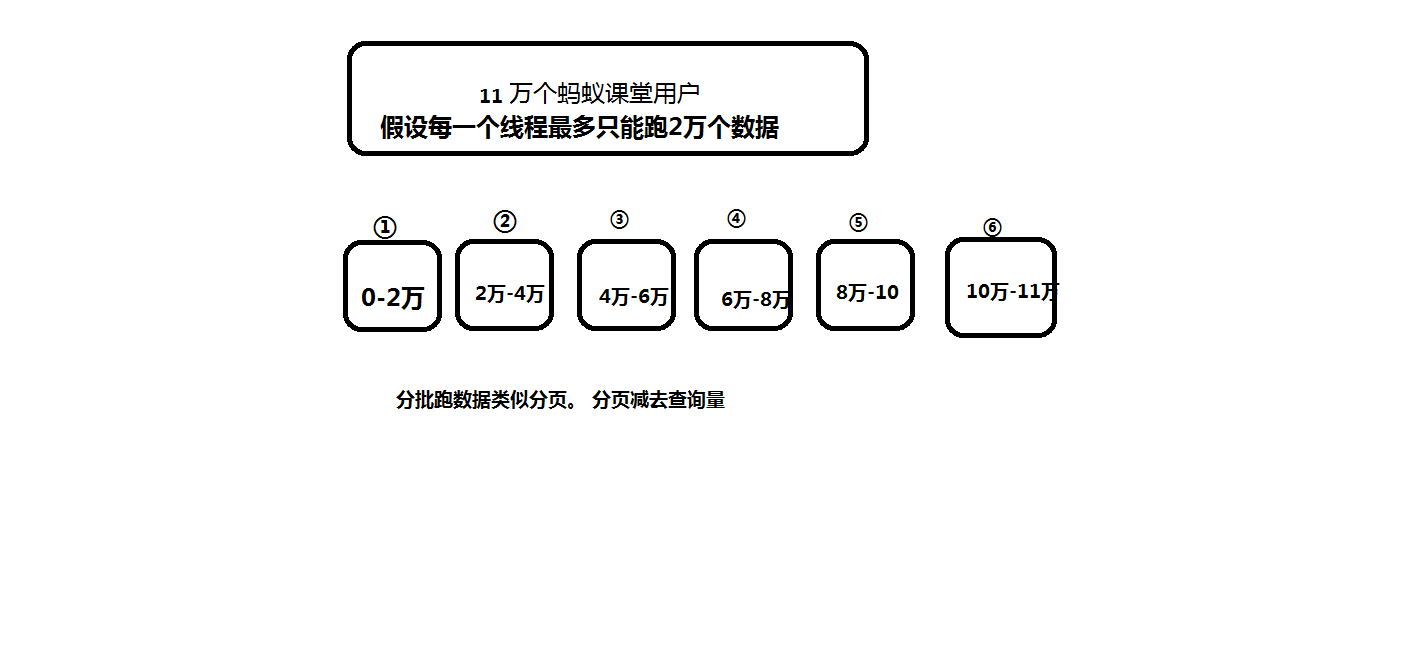 11 万个蚂蚁课堂用户
假设每一个线程最多只能跑2万个数据
① ② ③ ④ ⑤ ⑥
0-2万 2万-4万 4万-6万 6万-8万 8万-10 10万-11万
分批跑数据类似分页。 分页减去查询量